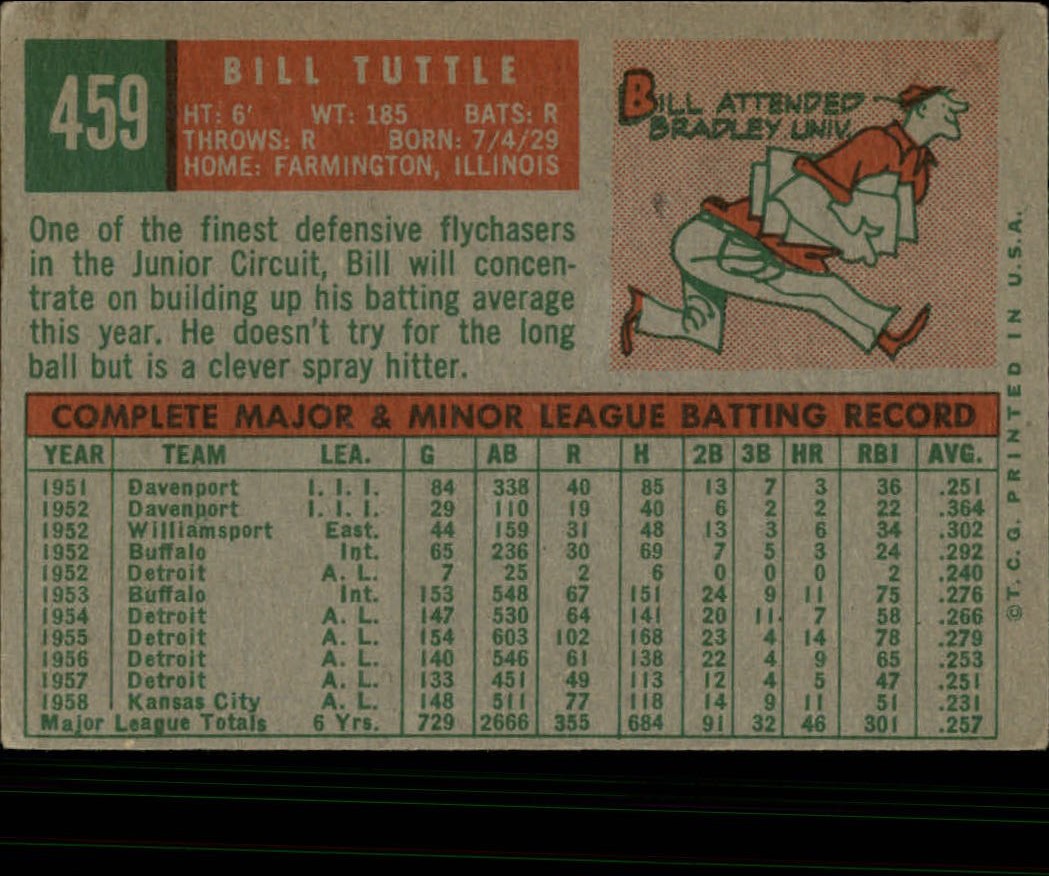 459
BILL TUTTLE
HT: 6' WT: 185 BATS: R
THROWS: R BORN: 7/4/29
HOME: FARMINGTON, ILLINOIS
BILL ATTENDED
BRADLEY UNIV.
One of the finest defensive flychasers
in the Junior Circuit, Bill will concen-
trate on building up his batting average
this year. He doesn't try for the long
ball but is a clever spray hitter.
COMPLETE MAJOR & MINOR LEAGUE BATTING RECORD
YEAR TEAM LEA. G AB R H 2B 3B HR RBI AVG.
1951 Davenport I. I. I. 84 338 40 85 13 7 3 36 .251
1952 Davenport I. I. I. 29 110 19 40 6 2 2 22 .364
1952 Williamsport East. 44 159 31 48 13 3 6 34 .302
1952 Buffalo Int. 65 236 30 69 7 5 3 24 .292
1952 Detroit A. L. 7 25 2 6 0 0 0 2 .240
1953 Buffalo Int. 153 548 67 151 24 9 11 75 .276
1954 Detroit A. L. 147 530 64 141 20 11 7 58 .266
1955 Detroit A. L. 154 603 102 168 23 4 14 78 .279
1956 Detroit A. L. 140 546 61 138 22 4 9 65 .253
1957 Detroit A. L. 133 451 49 113 12 4 5 47 .251
1958 Kansas City A. L. 148 511 77 118 14 9 11 51 .231
Major League Totals 6 Yrs. 729 2666 355 684 91 32 46 301 .257
©T. C. G. PRINTED IN U.S.A.